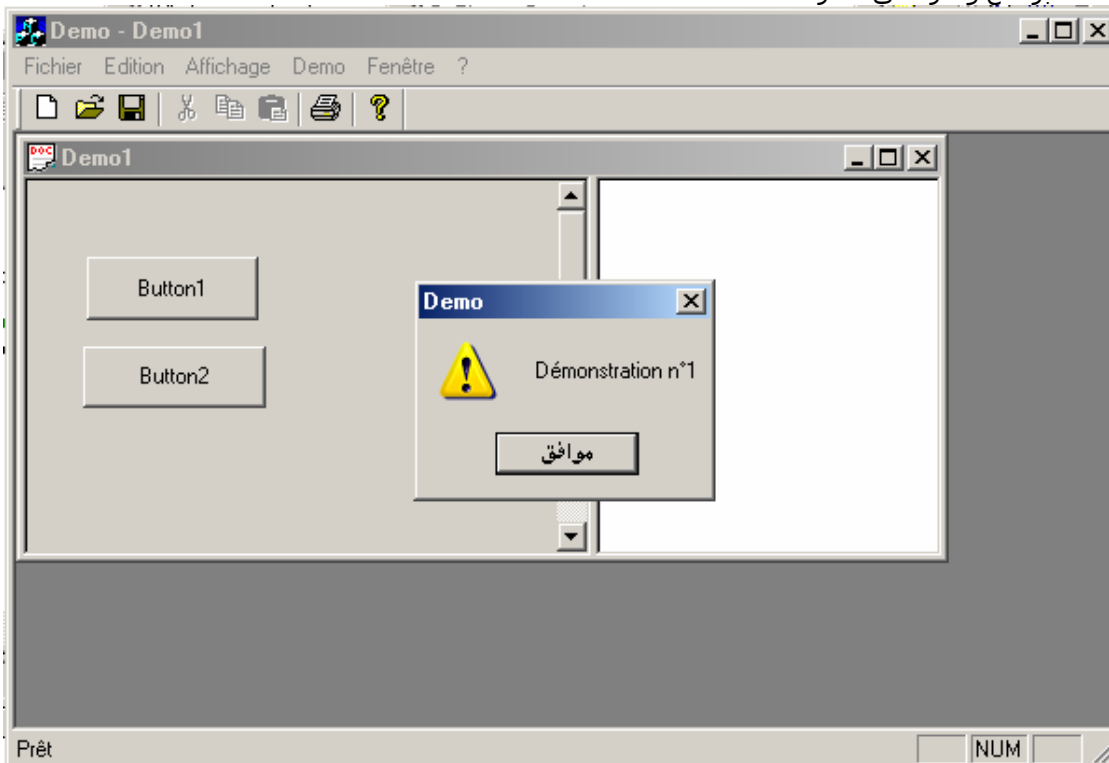 Demo - Demo1
Fichier Edition Affichage Demo Fenêtre ?
Demo1
Button1
Button2
Demo
Démonstration n°1
موافق
Prêt
NUM